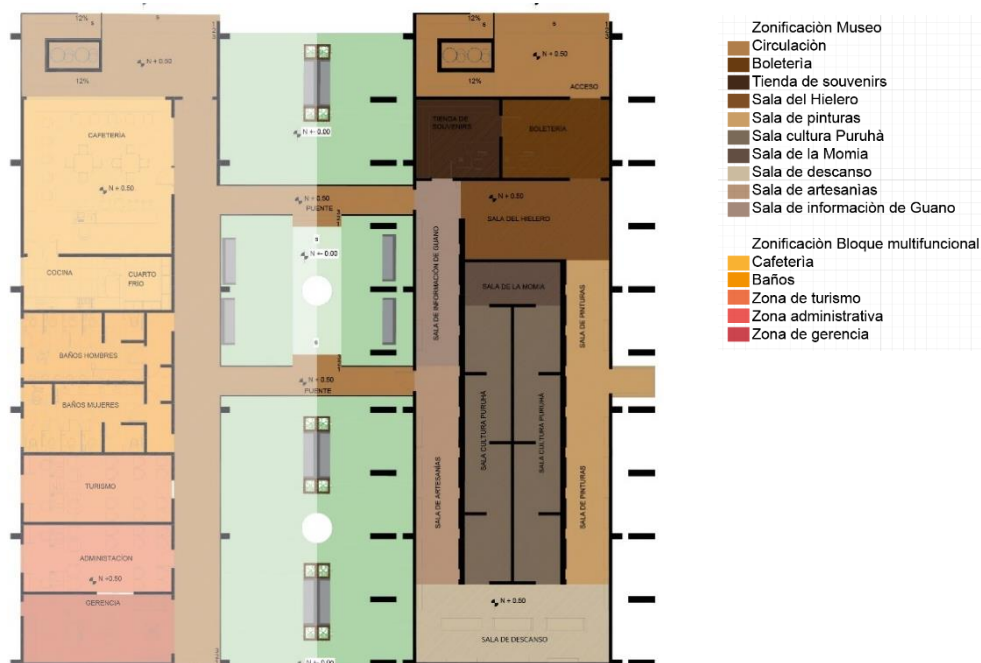 12%
S
N + 0.50
12%
CAFETERÍA
N + 0.50
COCINA
CUARTO
FRÍO
BAÑOS HOMBRES
BAÑOS MUJERES
TURISMO
ADMINISTACION
N +0.50
GERENCIA
N +- 0.00
N + 0.50
PUENTE
S
N +- 0.00
S
N + 0.50
PUENTE
N +- 0.00
12%
S
N + 0.50
12%
ACCESO
TIENDA DE
SOUVENIRS
BOLETERÍA
N + 0.50
SALA DEL HIELERO
SALA DE INFORMACIÓN DE GUANO
SALA DE LA MOMIA
SALA DE PINTURAS
SALA CULTURA PURUHÁ
SALA CULTURA PURUHÁ
SALA DE ARTESANÍAS
SALA DE PINTURAS
N + 0.50
SALA DE DESCANSO
Zonificaciòn Museo
Circulaciòn
Boleterìa
Tienda de souvenirs
Sala del Hielero
Sala de pinturas
Sala cultura Puruhà
Sala de la Momia
Sala de descanso
Sala de artesanìas
Sala de informaciòn de Guano
Zonificaciòn Bloque multifuncional
Cafeterìa
Baños
Zona de turismo
Zona administrativa
Zona de gerencia